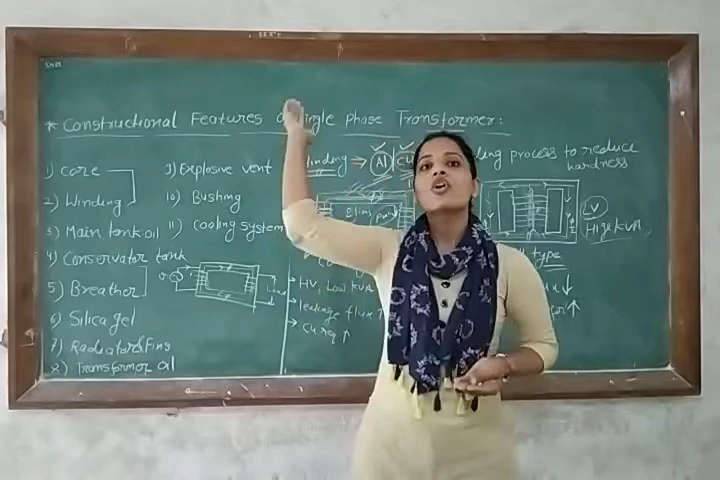 * Constructional Features of Single phase Transformer:
1) core
2) Winding
3) Main tank oil
4) Conservator tank
5) Breather
6) Silica gel
7) Radiators & Fins
8) Transformer oil
9) Explosive vent
10) Bushing
11) Cooling system
Winding → Al Cu
process to reduce
hardness
→ HV, Low KVA
→ leakage flux ↑
→ Cu req ↑
LV
High KVA
type